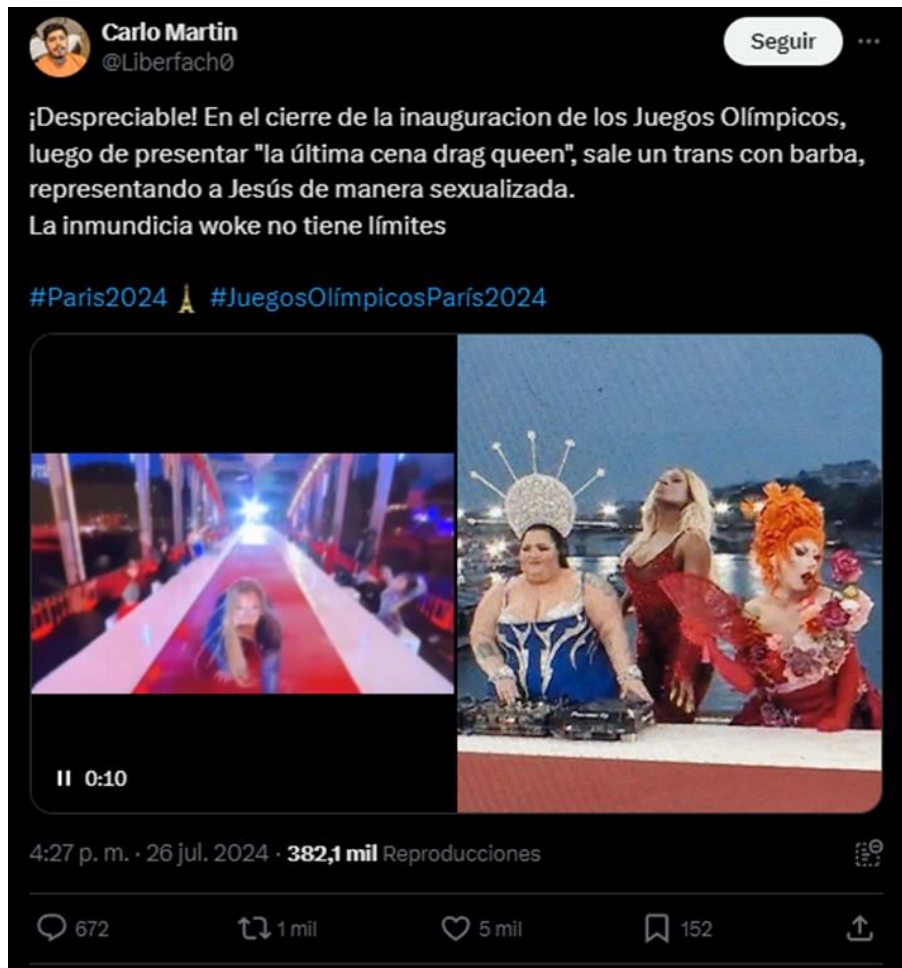 Carlo Martin
@Liberfach0
Seguir
¡Despreciable! En el cierre de la inauguracion de los Juegos Olímpicos,
luego de presentar "la última cena drag queen", sale un trans con barba,
representando a Jesús de manera sexualizada.
La inmundicia woke no tiene límites
#Paris2024 #JuegosOlímpicosParís2024
0:10
4:27 p. m. · 26 jul. 2024 · 382,1 mil Reproducciones
672
1 mil
5 mil
152